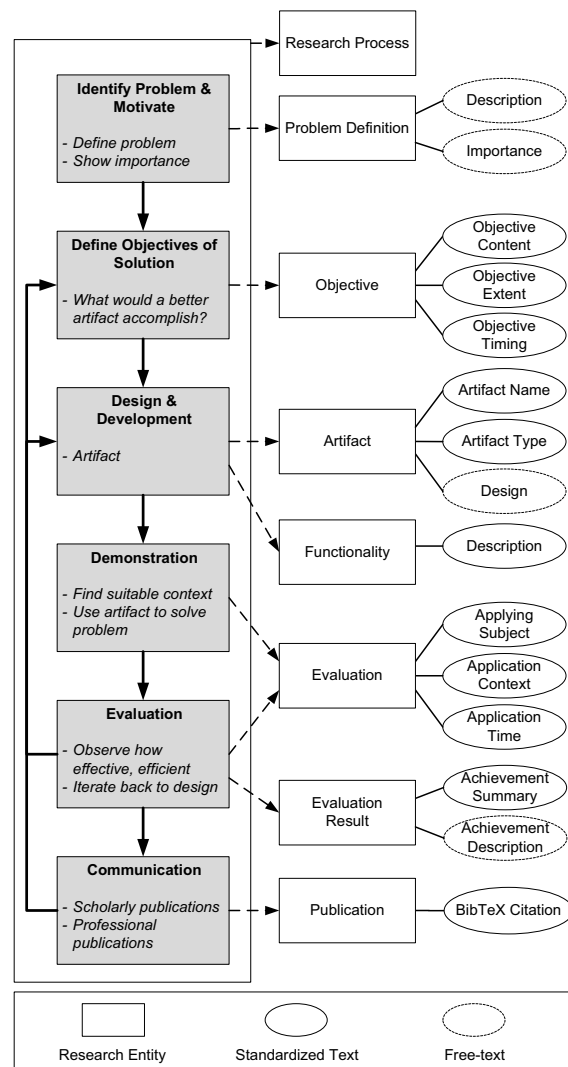 Research Process
Identify Problem &
Motivate
- Define problem
- Show importance
Problem Definition
Description
Importance
Define Objectives of
Solution
- What would a better
artifact accomplish?
Objective
Objective
Content
Objective
Extent
Objective
Timing
Design &
Development
- Artifact
Artifact
Artifact Name
Artifact Type
Design
Functionality
Description
Demonstration
- Find suitable context
- Use artifact to solve
problem
Evaluation
Applying
Subject
Application
Context
Application
Time
Evaluation
- Observe how
effective, efficient
- Iterate back to design
Evaluation
Result
Achievement
Summary
Achievement
Description
Communication
- Scholarly publications
- Professional
publications
Publication
BibTeX Citation
Research Entity
Standardized Text
Free-text